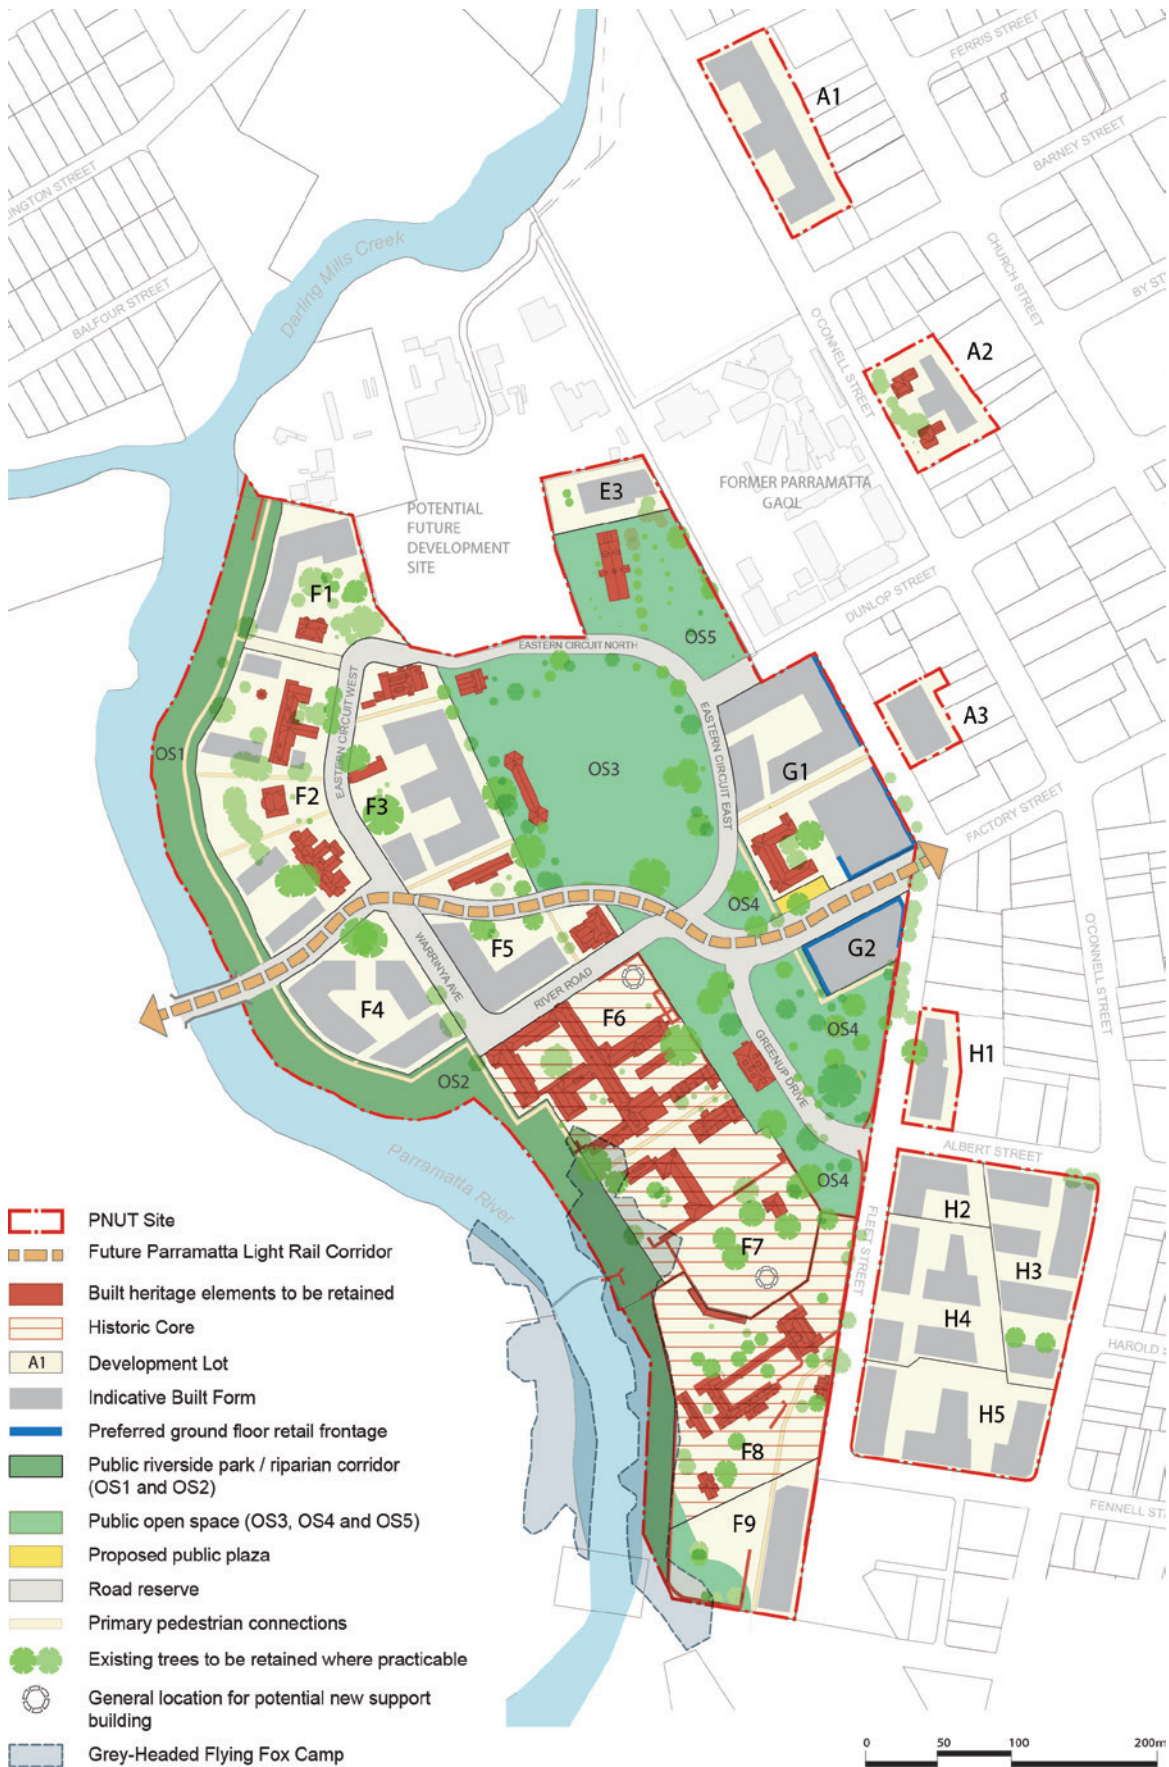 FERRIS STREET
A1
BARNEY STREET
LINGTON STREET
Darling Mills Creek
CHURCH STREET
BALFOUR STREET
BY ST
O'CONNELL STREET
A2
E3
FORMER PARRAMATTA
GAOL
POTENTIAL
FUTURE
DEVELOPMENT
SITE
F1
DUNLOP STREET
OS5
EASTERN CIRCUIT NORTH
EASTERN CIRCUIT WEST
EASTERN CIRCUIT EAST
A3
OS1
OS3
G1
F2
F3
FACTORY STREET
OS4
G2
F5
WARRINYA AVE
RIVER ROAD
O'CONNELL STREET
F4
F6
OS4
GREENUP DRIVE
H1
OS2
ALBERT STREET
Parramatta River
OS4
FLEET STREET
H2
H3
F7
H4
HAROLD S
H5
F8
FENNELL ST
F9
PNUT Site
Future Parramatta Light Rail Corridor
Built heritage elements to be retained
Historic Core
A1 Development Lot
Indicative Built Form
Preferred ground floor retail frontage
Public riverside park / riparian corridor
(OS1 and OS2)
Public open space (OS3, OS4 and OS5)
Proposed public plaza
Road reserve
Primary pedestrian connections
Existing trees to be retained where practicable
General location for potential new support
building
Grey-Headed Flying Fox Camp
0 50 100 200m